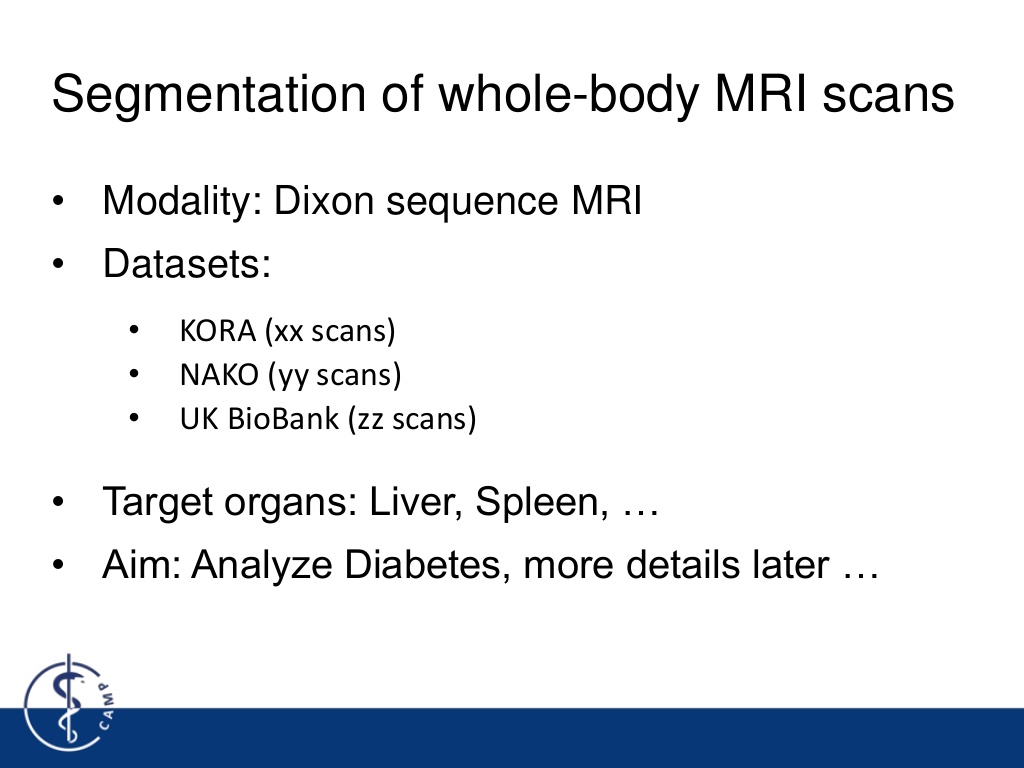 Segmentation of whole-body MRI scans
• Modality: Dixon sequence MRI
• Datasets:
• KORA (xx scans)
• NAKO (yy scans)
• UK BioBank (zz scans)
• Target organs: Liver, Spleen, …
• Aim: Analyze Diabetes, more details later …
CAMP